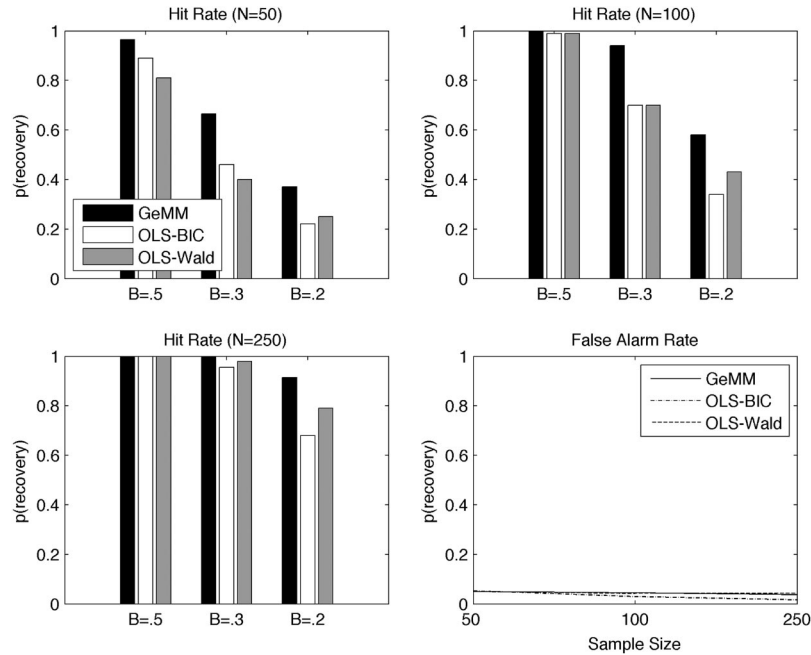 Hit Rate (N=50)
p(recovery)
1
0.8
0.6
0.4
0.2
0
GeMM
OLS-BIC
OLS-Wald
B=.5 B=.3 B=.2
Hit Rate (N=100)
p(recovery)
1
0.8
0.6
0.4
0.2
0
B=.5 B=.3 B=.2
Hit Rate (N=250)
p(recovery)
1
0.8
0.6
0.4
0.2
0
B=.5 B=.3 B=.2
False Alarm Rate
p(recovery)
1
0.8
0.6
0.4
0.2
0
GeMM
OLS-BIC
OLS-Wald
50 100 250
Sample Size